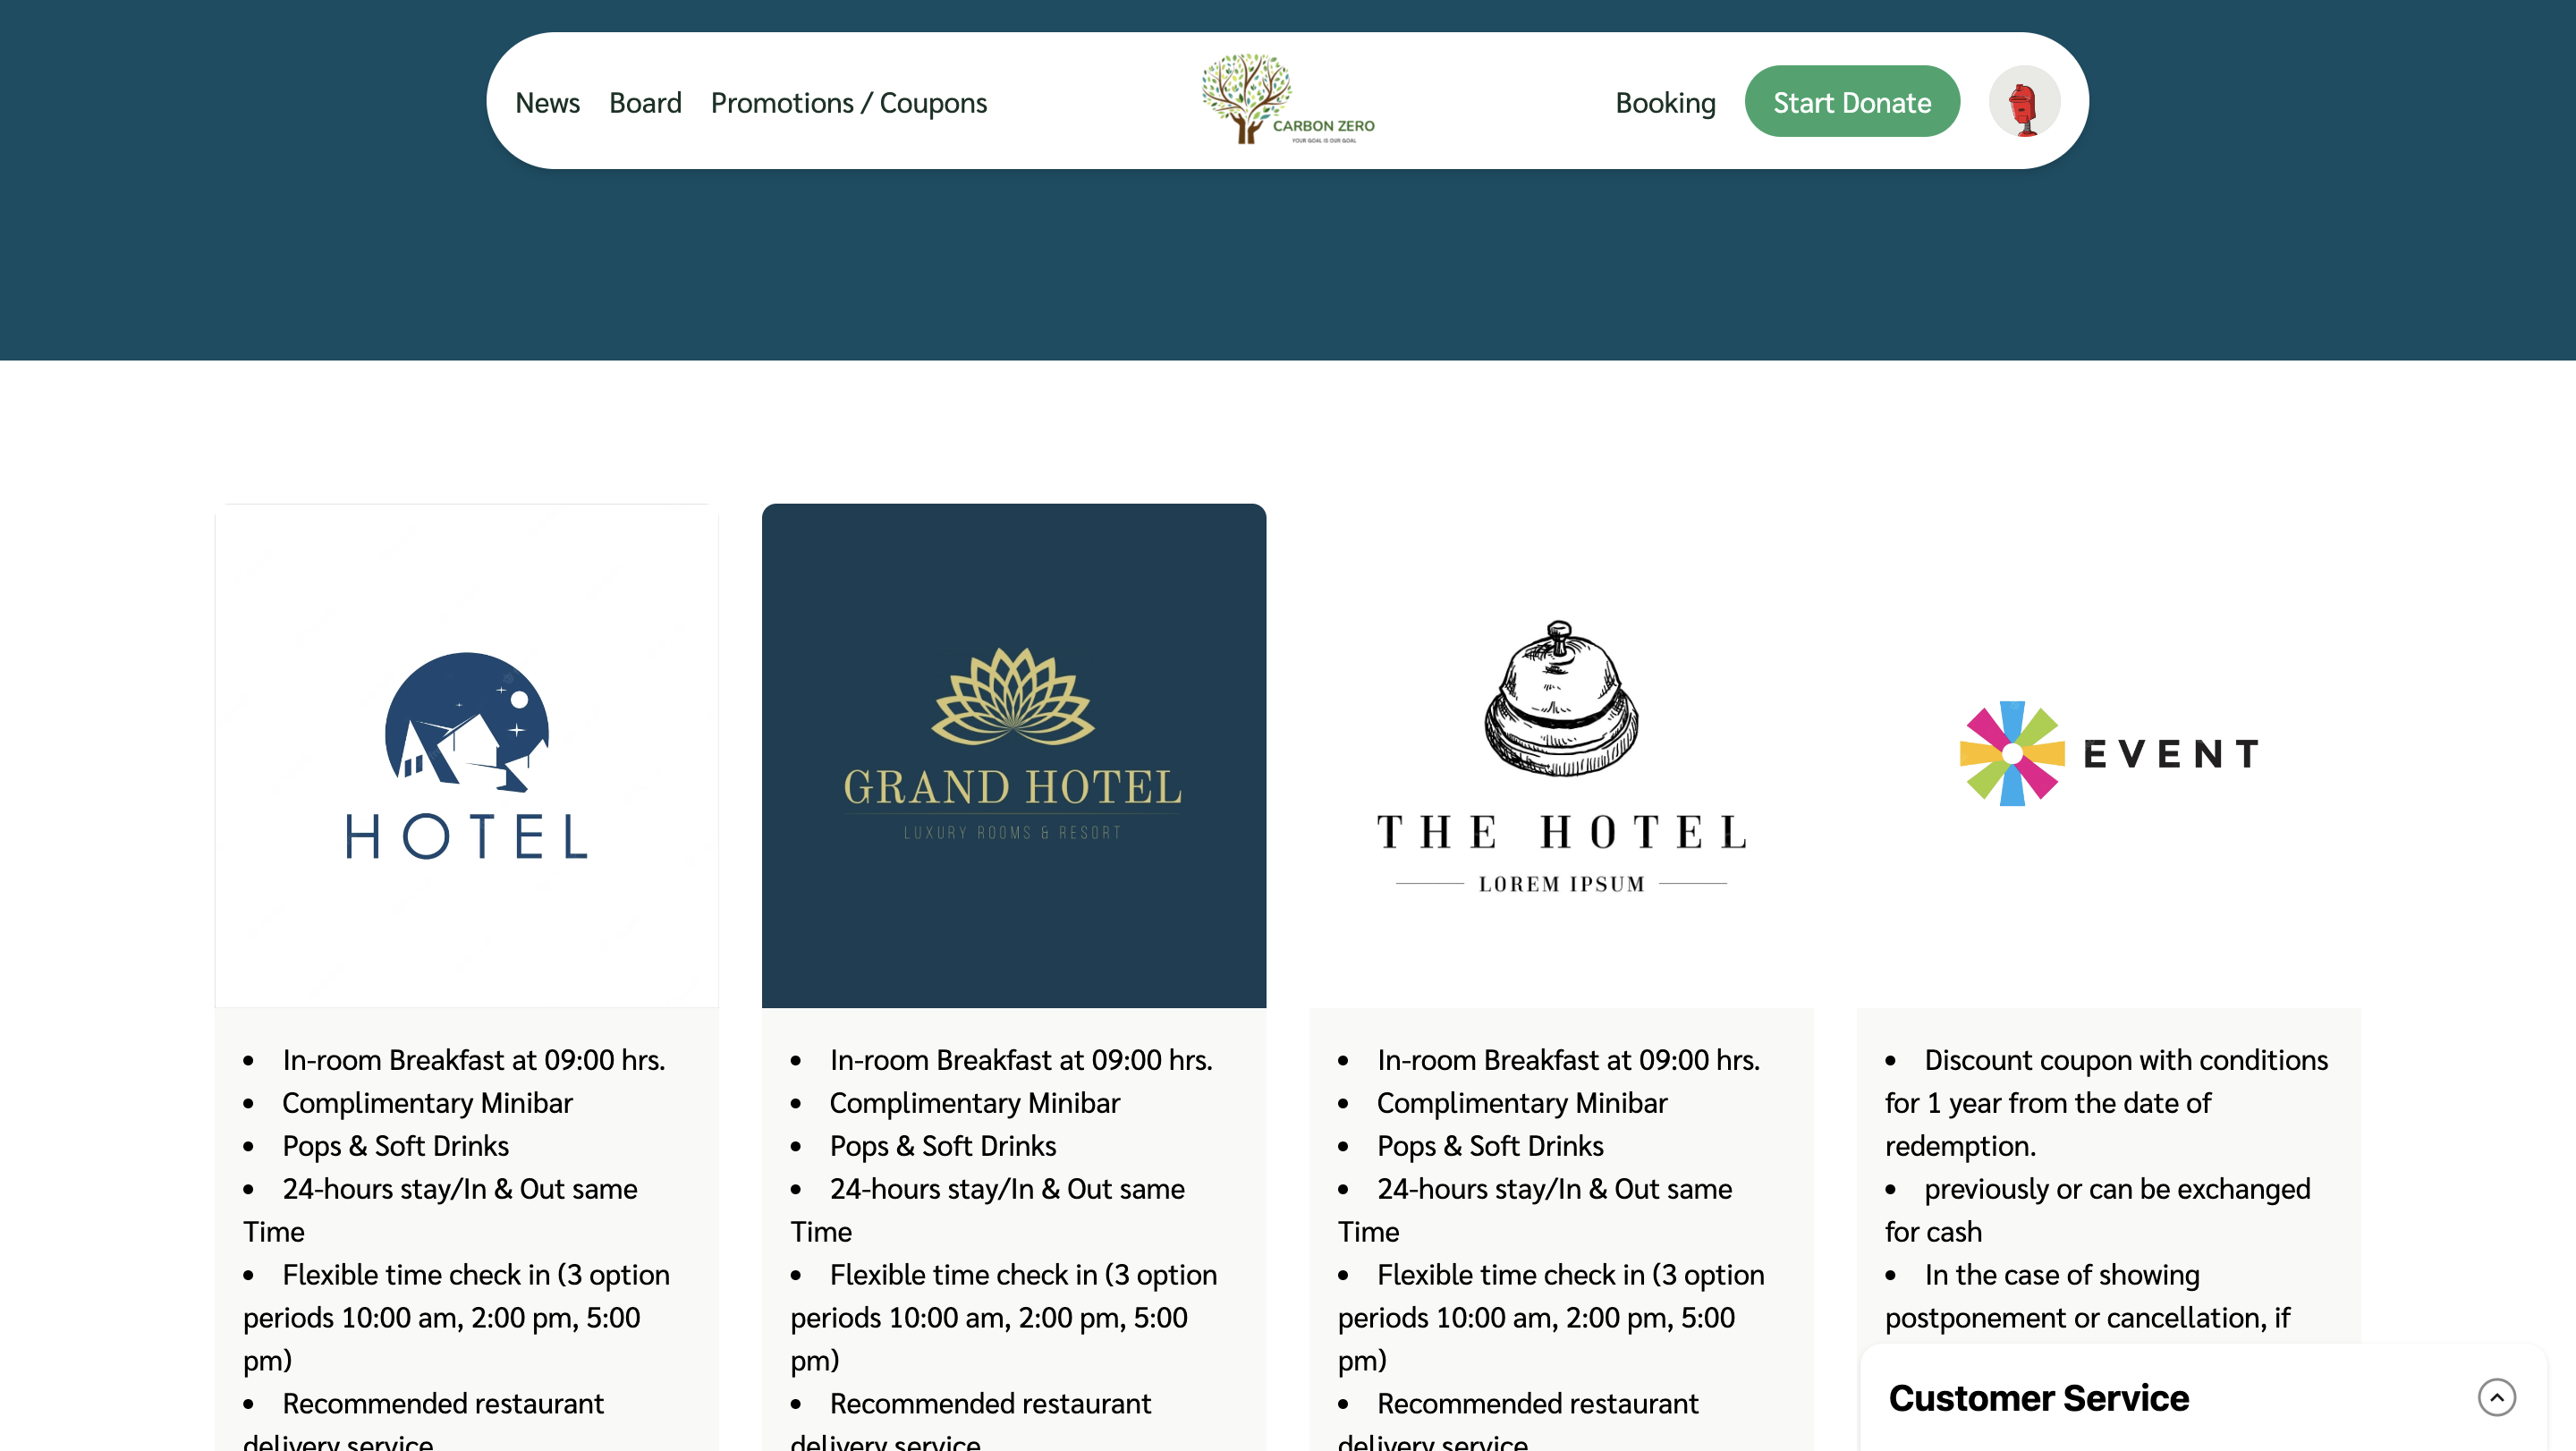 News Board Promotions / Coupons
CARBON ZERO
YOUR GOAL IS OUR GOAL
Booking Start Donate
HOTEL
GRAND HOTEL
LUXURY ROOMS & RESORT
THE HOTEL
LOREM IPSUM
EVENT
• In-room Breakfast at 09:00 hrs.
• Complimentary Minibar
• Pops & Soft Drinks
• 24-hours stay/In & Out same
Time
• Flexible time check in (3 option
periods 10:00 am, 2:00 pm, 5:00
pm)
• Recommended restaurant
delivery service
• In-room Breakfast at 09:00 hrs.
• Complimentary Minibar
• Pops & Soft Drinks
• 24-hours stay/In & Out same
Time
• Flexible time check in (3 option
periods 10:00 am, 2:00 pm, 5:00
pm)
• Recommended restaurant
delivery service
• In-room Breakfast at 09:00 hrs.
• Complimentary Minibar
• Pops & Soft Drinks
• 24-hours stay/In & Out same
Time
• Flexible time check in (3 option
periods 10:00 am, 2:00 pm, 5:00
pm)
• Recommended restaurant
delivery service
• Discount coupon with conditions
for 1 year from the date of
redemption.
• previously or can be exchanged
for cash
• In the case of showing
postponement or cancellation, if
Customer Service